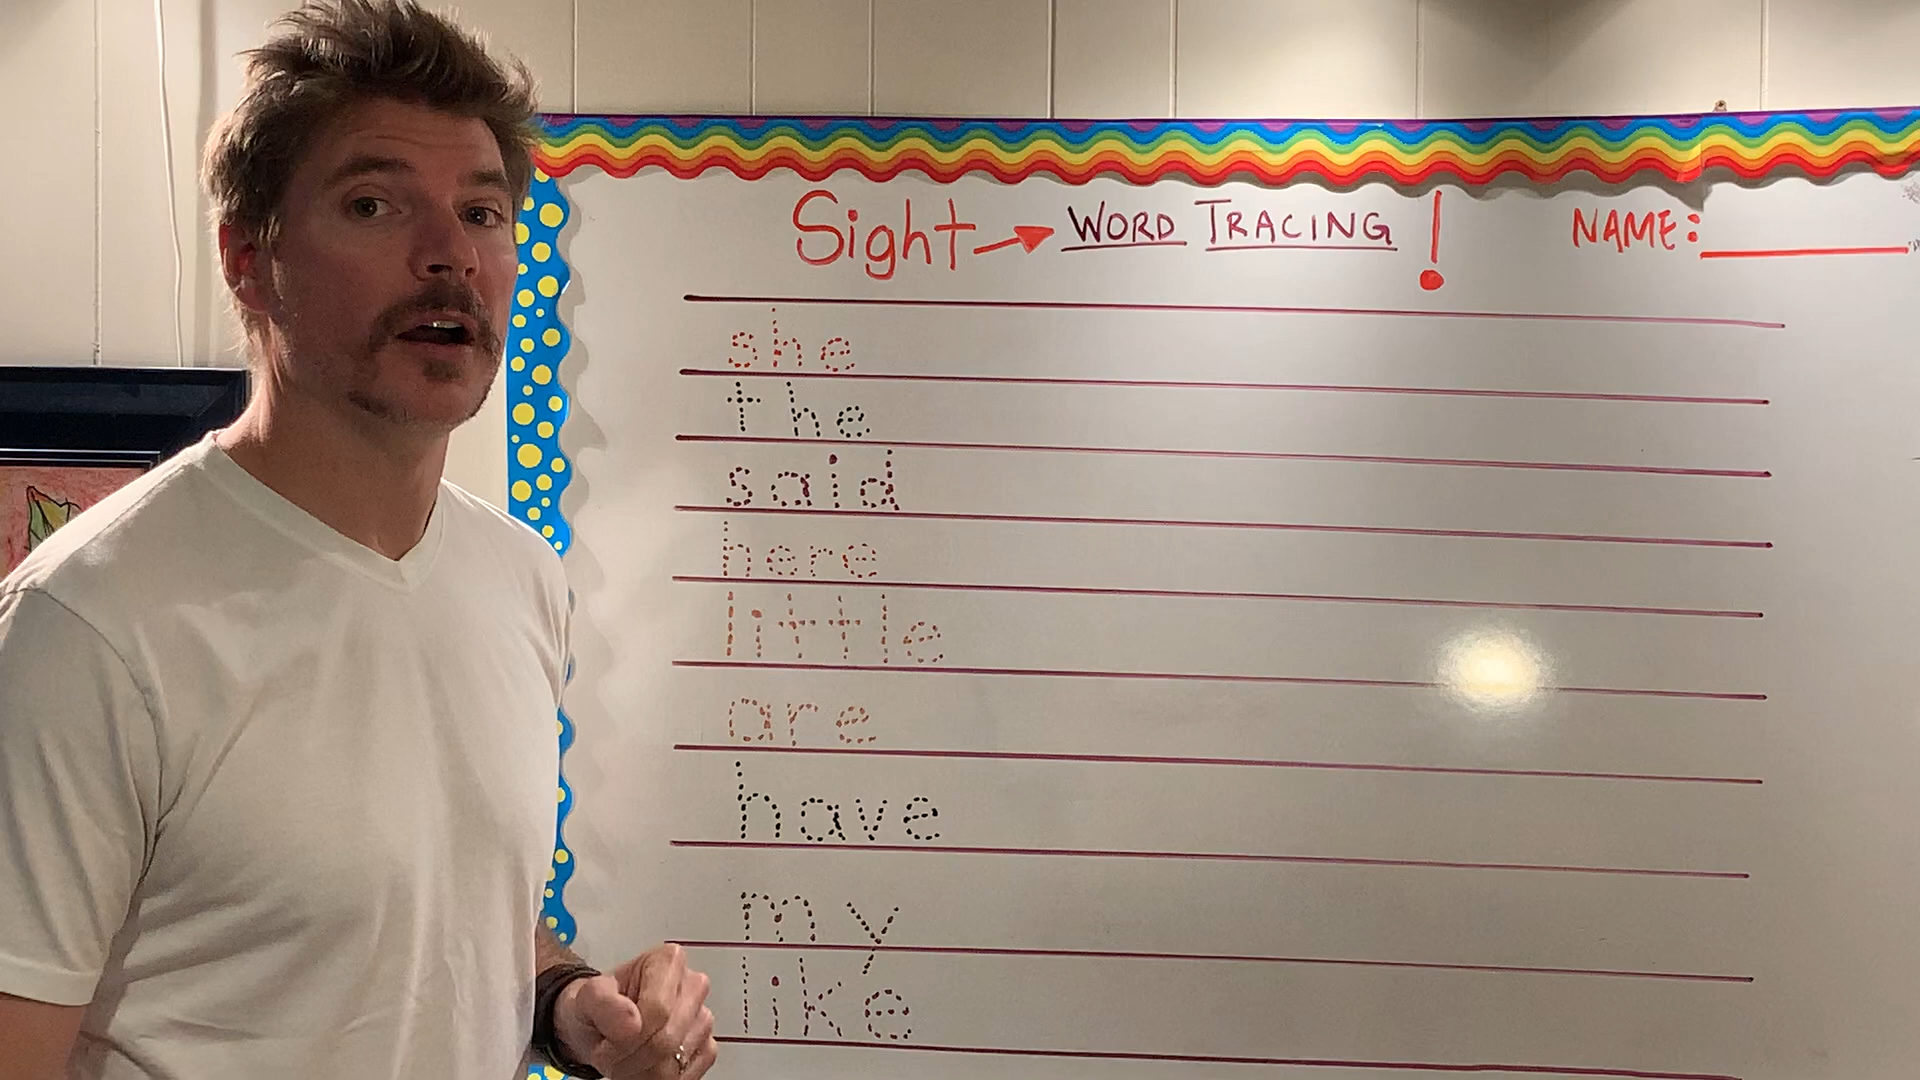 Sight → WORD TRACING! NAME:
she
the
said
here
little
are
have
my
like